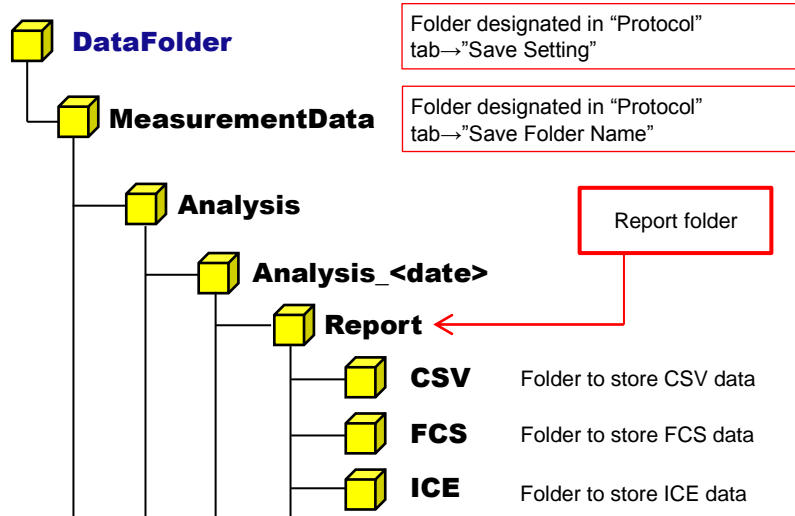 DataFolder
Folder designated in “Protocol”
tab→”Save Setting”
MeasurementData
Folder designated in “Protocol”
tab→”Save Folder Name”
Analysis
Report folder
Analysis_<date>
Report
CSV Folder to store CSV data
FCS Folder to store FCS data
ICE Folder to store ICE data